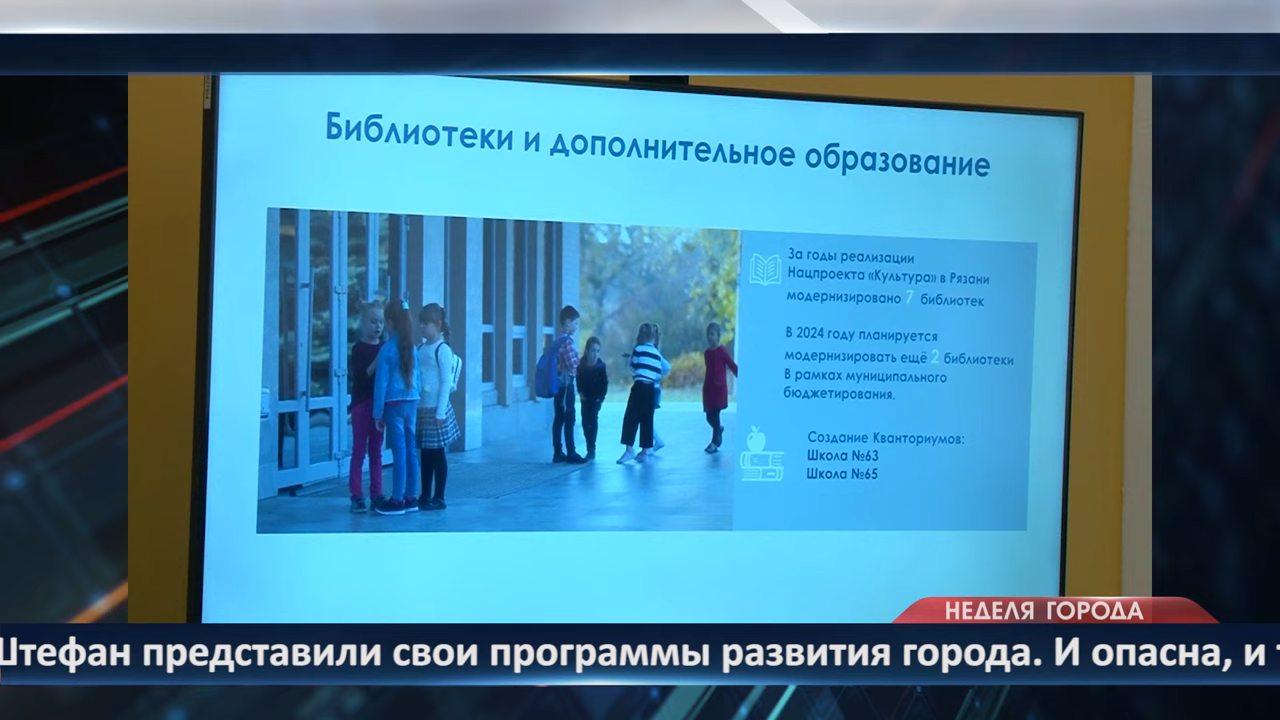 Библиотеки и дополнительное образование
За годы реализации
Нацпроекта «Культура» в Рязани
модернизировано 7 библиотек
В 2024 году планируется
модернизировать ещё 2 библиотеки
В рамках муниципального
бюджетирования.
Создание Кванториумов:
Школа №63
Школа №65
НЕДЕЛЯ ГОРОДА
Штефан представили свои программы развития города. И опасна, и